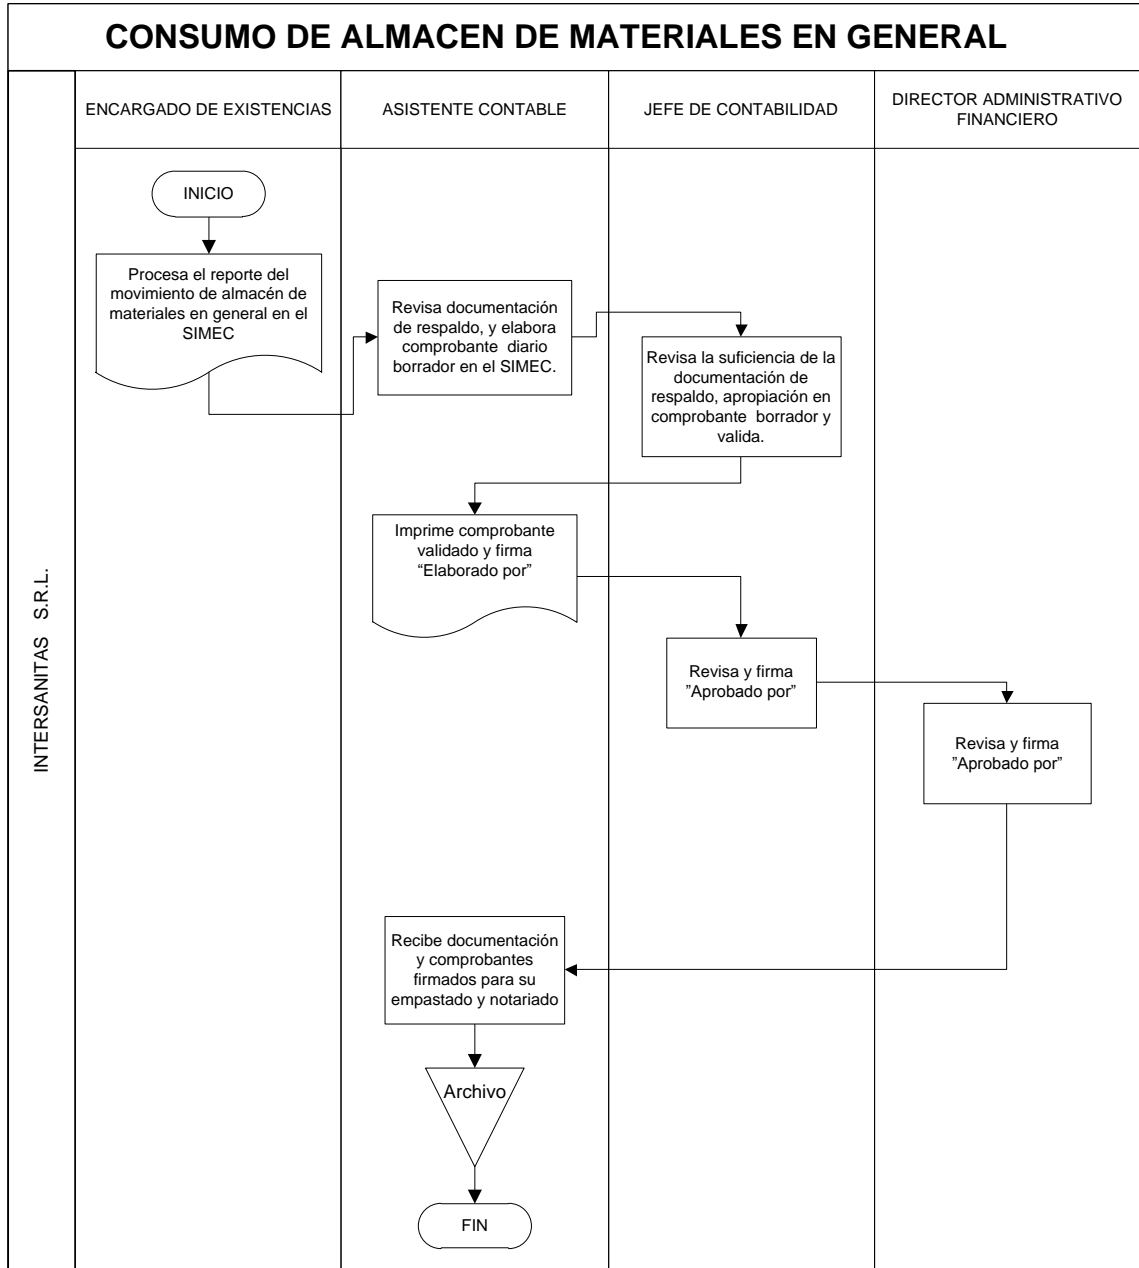 CONSUMO DE ALMACEN DE MATERIALES EN GENERAL
INTERSANITAS S.R.L.
ENCARGADO DE EXISTENCIAS
ASISTENTE CONTABLE
JEFE DE CONTABILIDAD
DIRECTOR ADMINISTRATIVO
FINANCIERO
INICIO
Procesa el reporte del
movimiento de almacén de
materiales en general en el
SIMEC
Revisa documentación
de respaldo, y elabora
comprobante diario
borrador en el SIMEC.
Revisa la suficiencia de la
documentación de
respaldo, apropiación en
comprobante borrador y
valida.
Imprime comprobante
validado y firma
“Elaborado por”
Revisa y firma
”Aprobado por”
Revisa y firma
”Aprobado por”
Recibe documentación
y comprobantes
firmados para su
empastado y notariado
Archivo
FIN